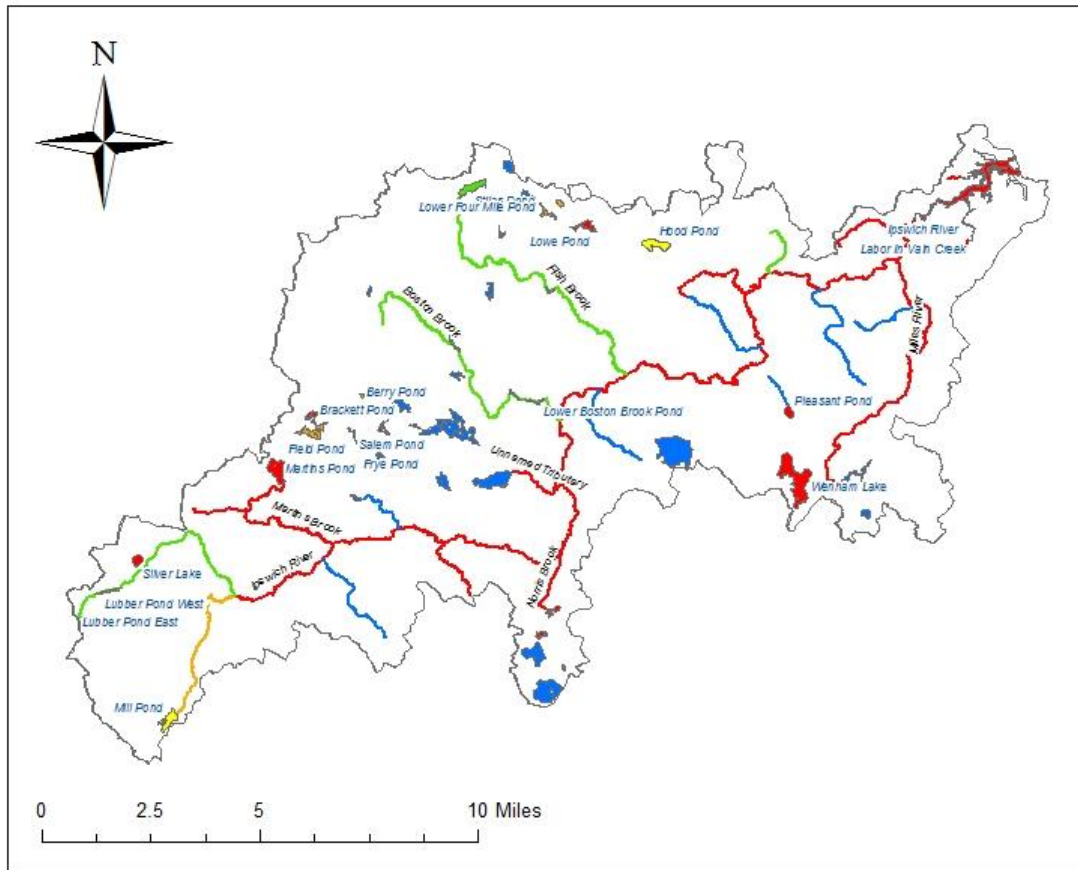 N
Lower Four Mile Pond
Lowe Pond
Hood Pond
Ipswich River
Labor In Vain Creek
Fish Brook
Boston Brook
Miles River
Berry Pond
Brackett Pond
Lower Boston Brook Pond
Pleasant Pond
Field Pond
Salem Pond
Martins Pond
Frye Pond
Unnamed Tributary
Wenham Lake
Martins Brook
Ipswich River
Norris Brook
Silver Lake
Lubber Pond West
Lubber Pond East
Mill Pond
0 2.5 5 10 Miles